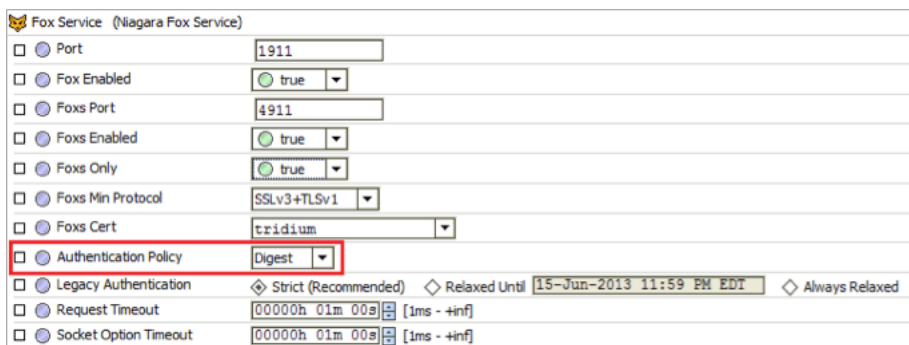 Fox Service (Niagara Fox Service)
Port 1911
Fox Enabled true
Foxs Port 4911
Foxs Enabled true
Foxs Only true
Foxs Min Protocol SSLv3+TLSv1
Foxs Cert tridium
Authentication Policy Digest
Legacy Authentication Strict (Recommended) Relaxed Until 15-Jun-2013 11:59 PM EDT Always Relaxed
Request Timeout 00000h 01m 00s [1ms - +inf]
Socket Option Timeout 00000h 01m 00s [1ms - +inf]